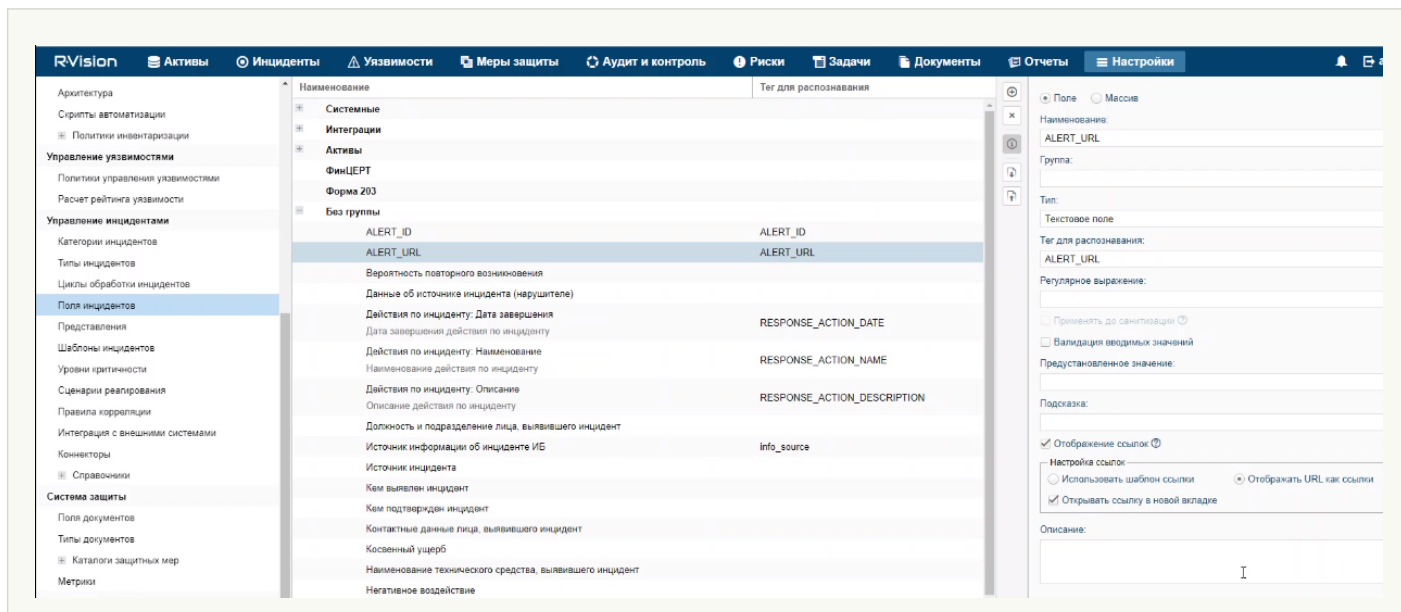 R·Vision Активы Инциденты Уязвимости Меры защиты Аудит и контроль Риски Задачи Документы Отчеты Настройки
Архитектура
Скрипты автоматизации
Политики инвентаризации
Управление уязвимостями
Политики управления уязвимостями
Расчет рейтинга уязвимости
Управление инцидентами
Категории инцидентов
Типы инцидентов
Циклы обработки инцидентов
Поля инцидентов
Представления
Шаблоны инцидентов
Уровни критичности
Сценарии реагирования
Правила корреляции
Интеграция с внешними системами
Коннекторы
Справочники
Система защиты
Поля документов
Типы документов
Каталоги защитных мер
Метрики
Наименование Тег для распознавания
Системные
Интеграции
Активы
ФинЦЕРТ
Форма 203
Без группы
ALERT_ID ALERT_ID
ALERT_URL ALERT_URL
Вероятность повторного возникновения
Данные об источнике инцидента (нарушителе)
Действия по инциденту: Дата завершения
Дата завершения действия по инциденту
RESPONSE_ACTION_DATE
Действия по инциденту: Наименование
Наименование действия по инциденту
RESPONSE_ACTION_NAME
Действия по инциденту: Описание
Описание действия по инциденту
RESPONSE_ACTION_DESCRIPTION
Должность и подразделение лица, выявившего инцидент
Источник информации об инциденте ИБ info_source
Источник инцидента
Кем выявлен инцидент
Кем подтвержден инцидент
Контактные данные лица, выявившего инцидент
Косвенный ущерб
Наименование технического средства, выявившего инцидент
Негативное воздействие
Поле Массив
Наименование:
ALERT_URL
Группа:
Тип:
Текстовое поле
Тег для распознавания:
ALERT_URL
Регулярное выражение:
Применять до санитизации
Валидация вводимых значений
Предустановленное значение:
Подсказка:
Отображение ссылок
Настройка ссылок
Использовать шаблон ссылки Отображать URL как ссылки
Открывать ссылку в новой вкладке
Описание: